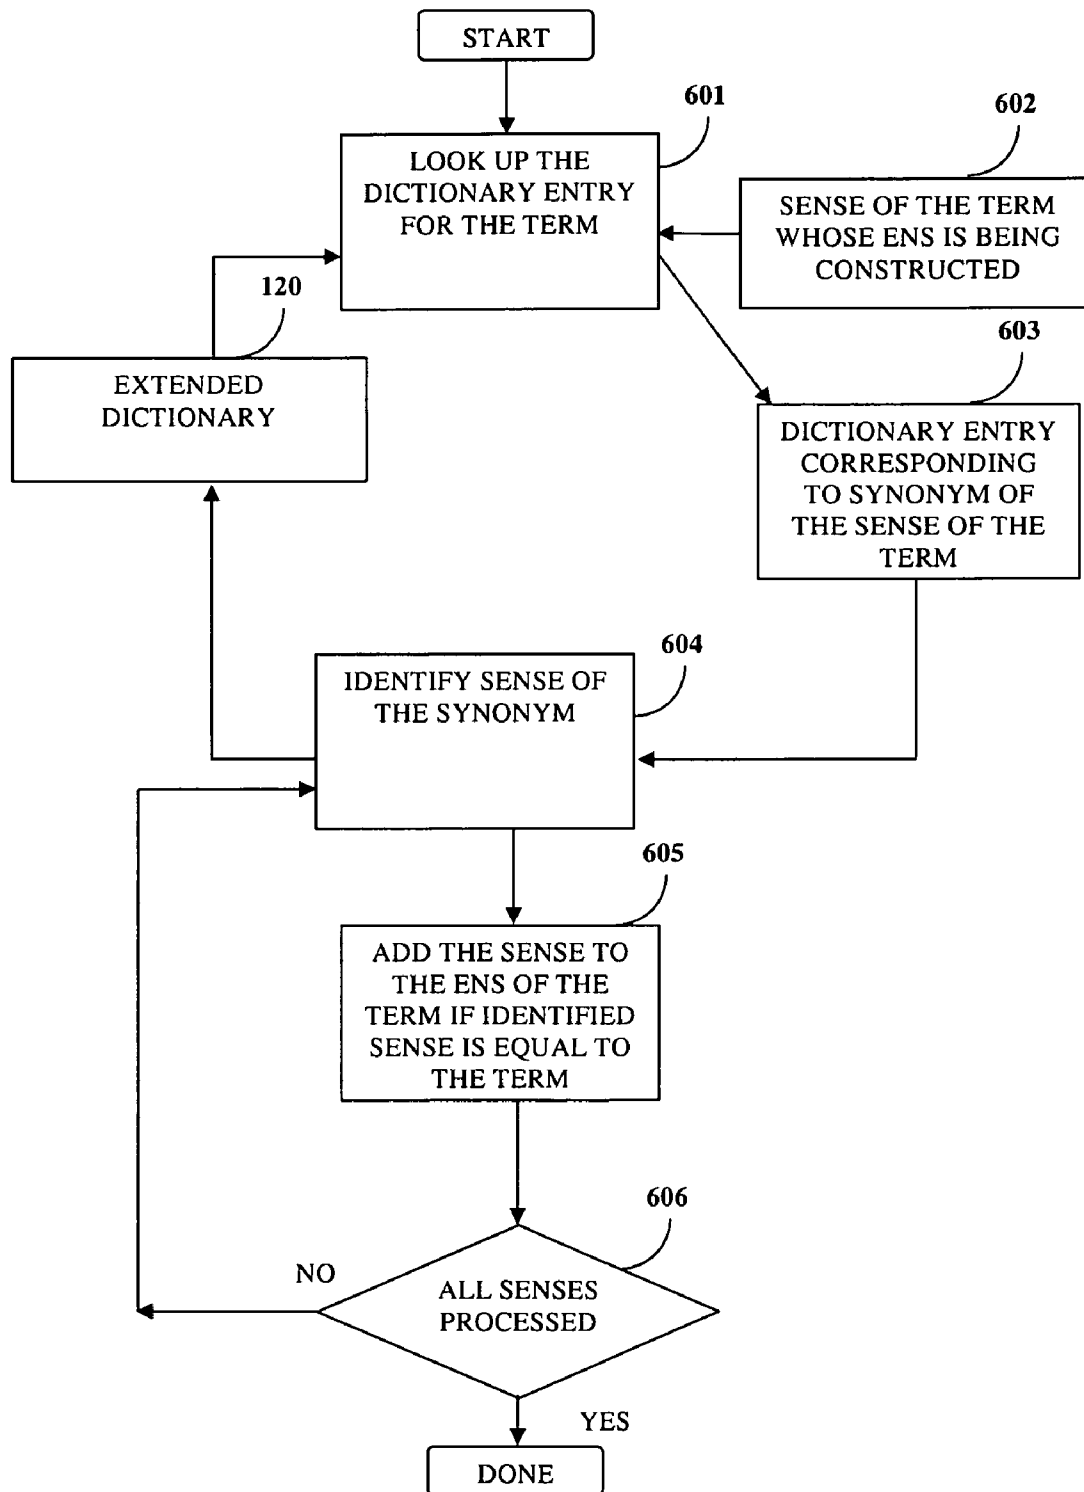 START
601
LOOK UP THE
DICTIONARY ENTRY
FOR THE TERM
602
SENSE OF THE TERM
WHOSE ENS IS BEING
CONSTRUCTED
120
EXTENDED
DICTIONARY
603
DICTIONARY ENTRY
CORRESPONDING
TO SYNONYM OF
THE SENSE OF THE
TERM
604
IDENTIFY SENSE OF
THE SYNONYM
605
ADD THE SENSE TO
THE ENS OF THE
TERM IF IDENTIFIED
SENSE IS EQUAL TO
THE TERM
606
NO
ALL SENSES
PROCESSED
YES
DONE